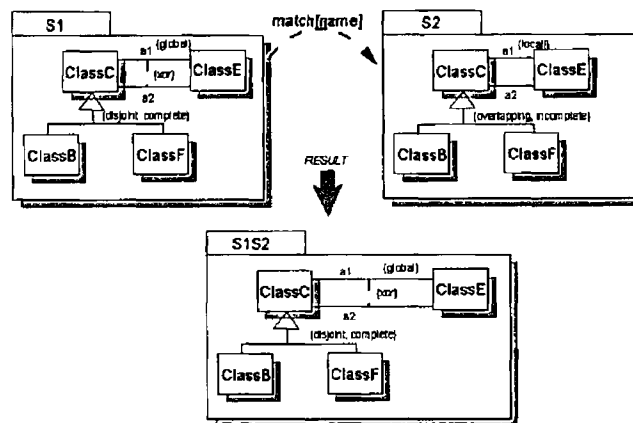 S1
{global}
a1
ClassC
{xor}
ClassE
a2
{disjoint, complete}
ClassB
ClassF
match[name]
S2
{local}
a1
ClassC
ClassE
a2
{overlapping, incomplete}
ClassB
ClassF
RESULT
S1S2
a1
{global}
ClassC
{xor}
ClassE
a2
{disjoint, complete}
ClassB
ClassF